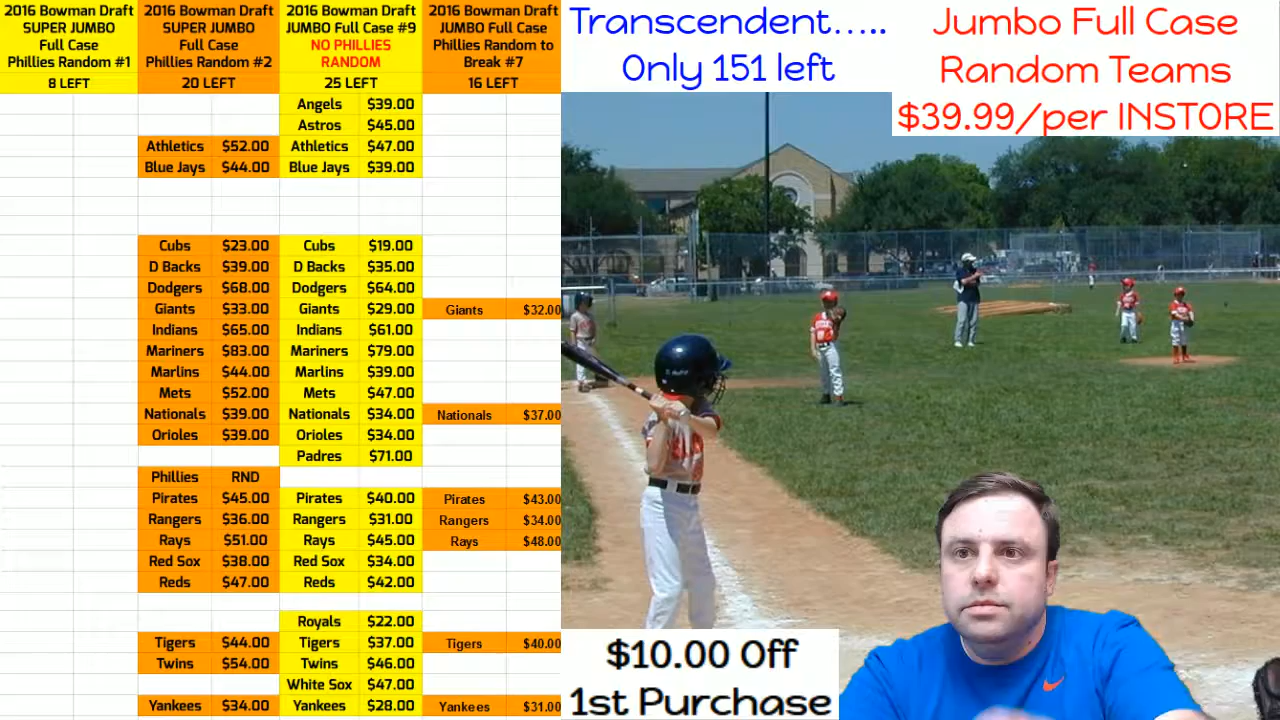 2016 Bowman Draft
SUPER JUMBO
Full Case
Phillies Random #1
8 LEFT
2016 Bowman Draft
SUPER JUMBO
Full Case
Phillies Random #2
20 LEFT
2016 Bowman Draft
JUMBO Full Case #9
NO PHILLIES
RANDOM
25 LEFT
2016 Bowman Draft
JUMBO Full Case
Phillies Random to
Break #7
16 LEFT
Angels $39.00
Astros $45.00
Athletics $52.00 Athletics $47.00
Blue Jays $44.00 Blue Jays $39.00
Cubs $23.00 Cubs $19.00
D Backs $39.00 D Backs $35.00
Dodgers $68.00 Dodgers $64.00
Giants $33.00 Giants $29.00 Giants $32.00
Indians $65.00 Indians $61.00
Mariners $83.00 Mariners $79.00
Marlins $44.00 Marlins $39.00
Mets $52.00 Mets $47.00
Nationals $39.00 Nationals $34.00 Nationals $37.00
Orioles $39.00 Orioles $34.00
Padres $71.00
Phillies RND
Pirates $45.00 Pirates $40.00 Pirates $43.00
Rangers $36.00 Rangers $31.00 Rangers $34.00
Rays $51.00 Rays $45.00 Rays $48.00
Red Sox $38.00 Red Sox $34.00
Reds $47.00 Reds $42.00
Royals $22.00
Tigers $44.00 Tigers $37.00 Tigers $40.00
Twins $54.00 Twins $46.00
White Sox $47.00
Yankees $34.00 Yankees $28.00 Yankees $31.00
Transcendent.....
Only 151 left
Jumbo Full Case
Random Teams
$39.99/per INSTORE
$10.00 Off
1st Purchase